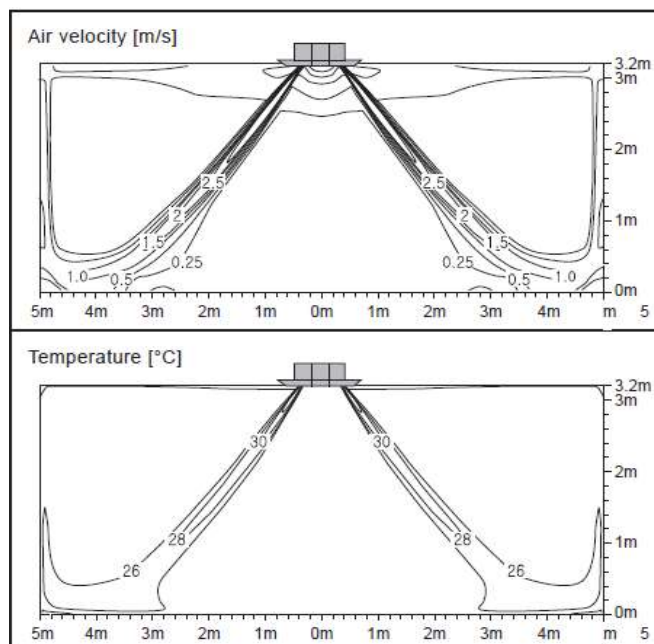 Air velocity [m/s]
3.2m
3m
2m
2.5 2.5
2 2
1m
1.5 1.5
0.25 0.25
1.0 0.5 0.5 1.0
0m
5m 4m 3m 2m 1m 0m 1m 2m 3m 4m m 5
Temperature [°C]
3.2m
3m
30 30
2m
28 28
1m
26 26
0m
5m 4m 3m 2m 1m 0m 1m 2m 3m 4m m 5